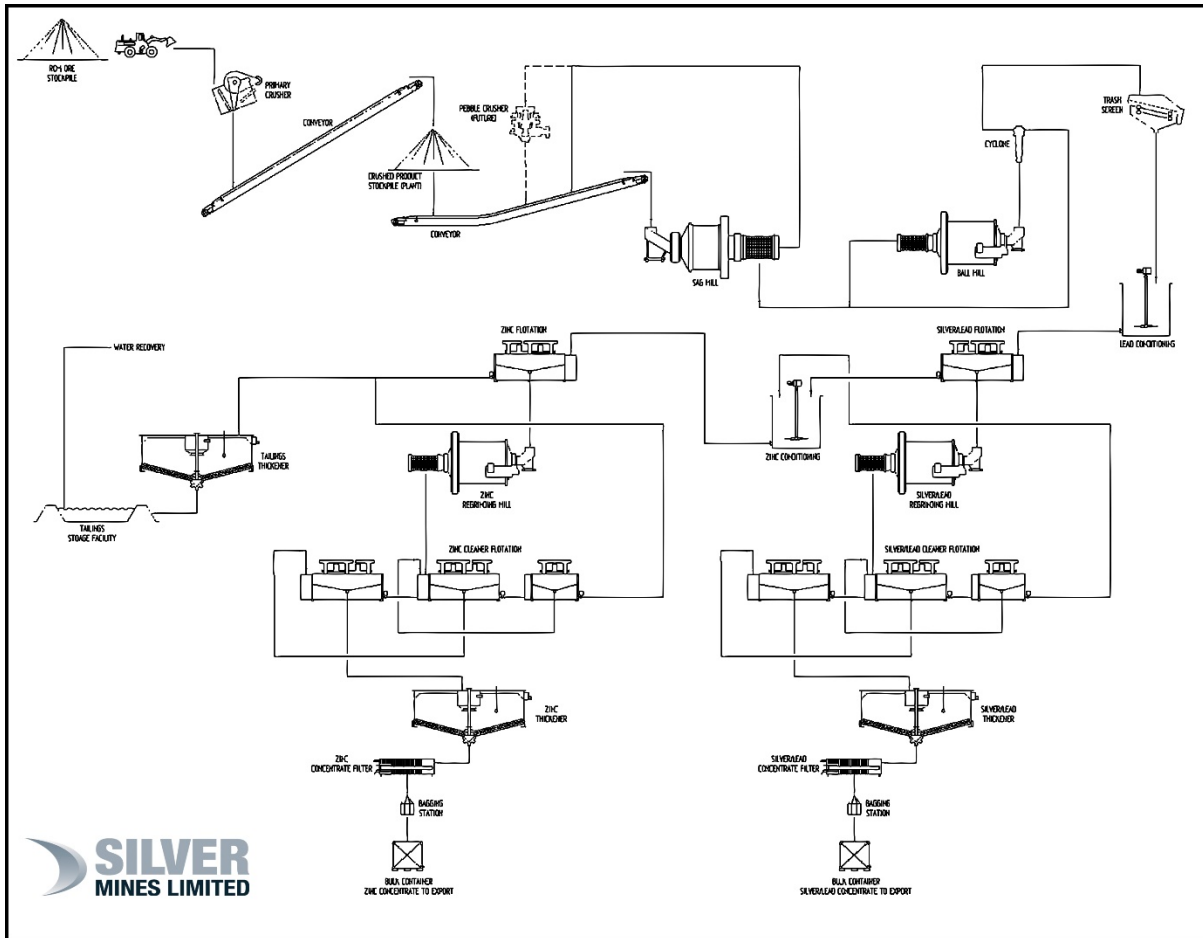 ROM ORE
STOCKPILE
PRIMARY
CRUSHER
CONVEYOR
CRUSHED PRODUCT
STOCKPILE (PLANT)
PEBBLE CRUSHER
(FUTURE)
CONVEYOR
SAG MILL
CYCLONE
BALL MILL
TRASH
SCREEN
LEAD CONDITIONING
WATER RECOVERY
ZINC FLOTATION
SILVER/LEAD FLOTATION
TAILINGS
THICKENER
ZINC CONDITIONING
TAILINGS
STOAGE FACILITY
ZINC
REGRINDING MILL
SILVER/LEAD
REGRINDING MILL
ZINC CLEANER FLOTATION
SILVER/LEAD CLEANER FLOTATION
ZINC
THICKENER
SILVER/LEAD
THICKENER
ZINC
CONCENTRATE FILTER
SILVER/LEAD
CONCENTRATE FILTER
BAGGING
STATION
BAGGING
STATION
BULK CONTAINER
ZINC CONCENTRATE TO EXPORT
BULK CONTAINER
SILVER/LEAD CONCENTRATE TO EXPORT
SILVER
MINES LIMITED